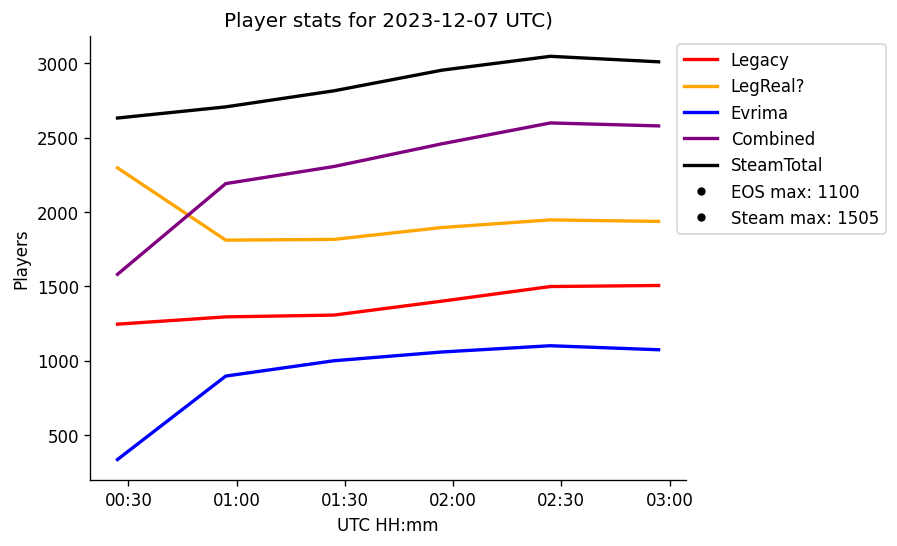 Player stats for 2023-12-07 UTC)
Legacy
LegReal?
Evrima
Combined
SteamTotal
EOS max: 1100
Steam max: 1505
Players
3000
2500
2000
1500
1000
500
00:30 01:00 01:30 02:00 02:30 03:00
UTC HH:mm